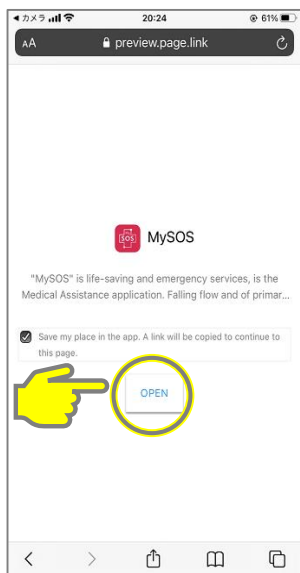 カメラ 20:24 61%
AA preview.page.link
SOS
MySOS
"MySOS" is life-saving and emergency services, is the
Medical Assistance application. Falling flow and of primar...
Save my place in the app. A link will be copied to continue to
this page.
OPEN